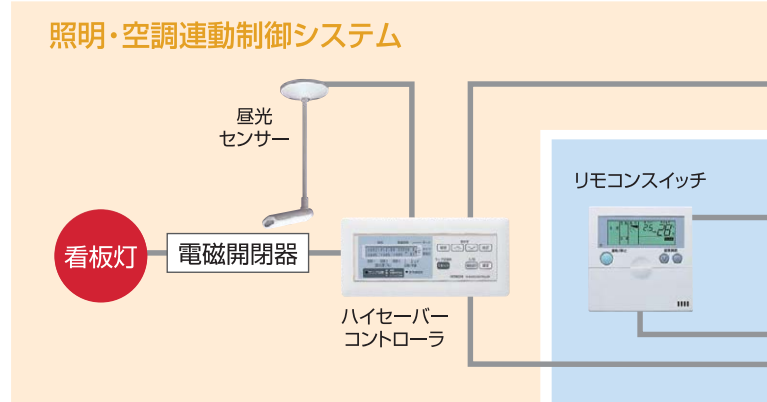 照明・空調連動制御システム
昼光
センサー
リモコンスイッチ
看板灯
電磁開閉器
ハイセーバー
コントローラ